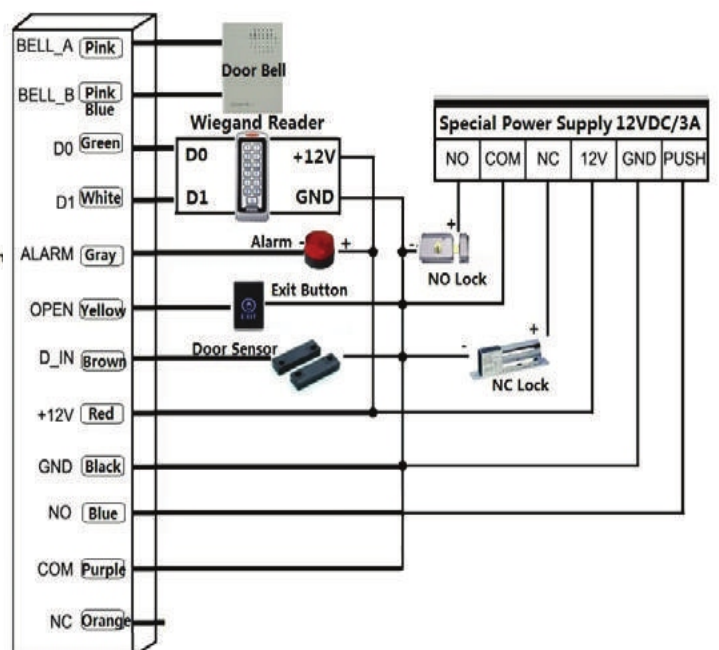 BELL_A Pink
Door Bell
BELL_B Pink Blue
Special Power Supply 12VDC/3A
NO COM NC 12V GND PUSH
Wiegand Reader
D0 Green
D0 +12V
D1 White
D1 GND
ALARM Gray
Alarm - +
- +
NO Lock
OPEN Yellow
Exit Button
EXIT
D_IN Brown
Door Sensor
- +
NC Lock
+12V Red
GND Black
NO Blue
COM Purple
NC Orange